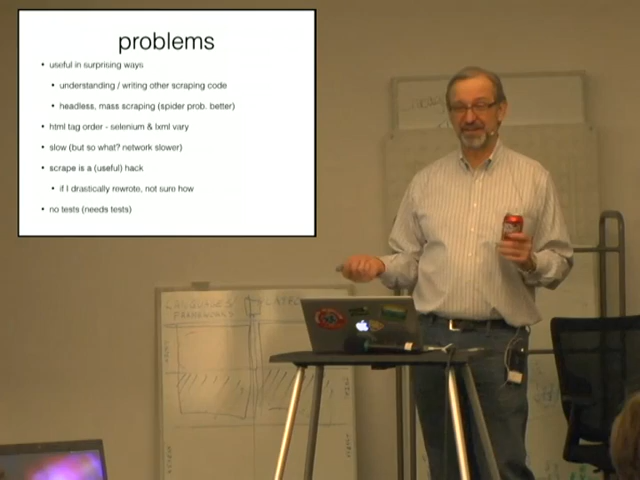 problems
• useful in surprising ways
• understanding / writing other scraping code
• headless, mass scraping (spider prob. better)
• html tag order - selenium & lxml vary
• slow (but so what? network slower)
• scrape is a (useful) hack
• if I drastically rewrote, not sure how
• no tests (needs tests)
LANGUAGES/
FRAMEWORKS